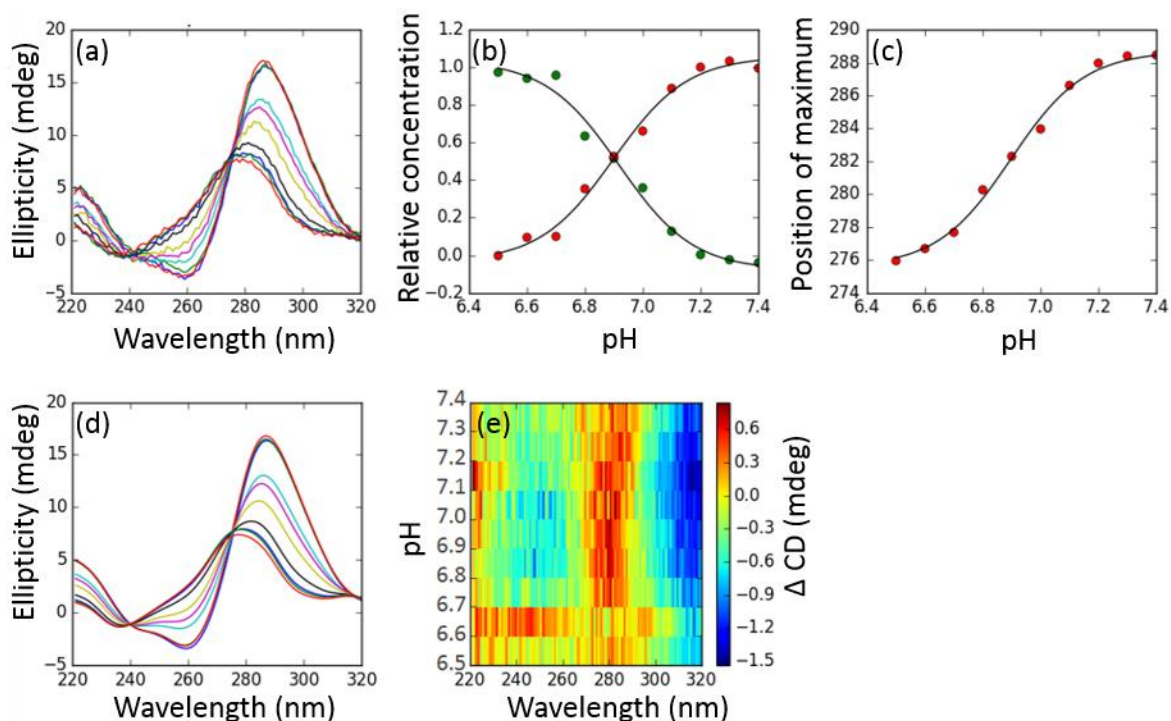 (a)
Ellipticity (mdeg)
20
15
10
5
0
−5
220 240 260 280 300 320
Wavelength (nm)
(b)
Relative concentration
1.2
1.0
0.8
0.6
0.4
0.2
0.0
−0.2
6.4 6.6 6.8 7.0 7.2 7.4
pH
(c)
Position of maximum
290
288
286
284
282
280
278
276
274
6.4 6.6 6.8 7.0 7.2 7.4
pH
(d)
Ellipticity (mdeg)
20
15
10
5
0
−5
220 240 260 280 300 320
Wavelength (nm)
(e)
pH
7.4
7.3
7.2
7.1
7.0
6.9
6.8
6.7
6.6
6.5
220 240 260 280 300 320
Wavelength (nm)
0.6
0.3
0.0
−0.3
−0.6
−0.9
−1.2
−1.5
Δ CD (mdeg)